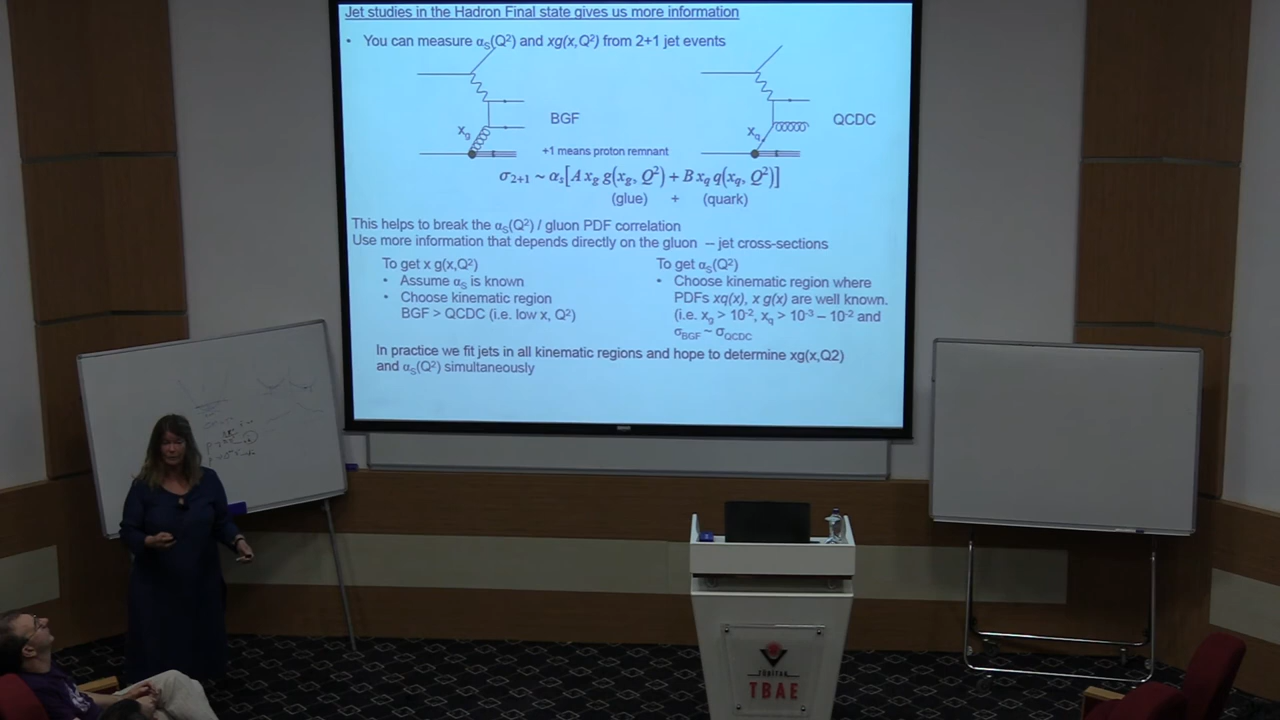 Jet studies in the Hadron Final state gives us more information
• You can measure αS(Q²) and xg(x,Q²) from 2+1 jet events
BGF
QCDC
xg
xq
+1 means proton remnant
σ2+1 ~ αs[A xg g(xg, Q²) + B xq q(xq, Q²)]
(glue) + (quark)
This helps to break the αS(Q²) / gluon PDF correlation
Use more information that depends directly on the gluon – jet cross-sections
To get x g(x,Q²)
• Assume αS is known
• Choose kinematic region
BGF > QCDC (i.e. low x, Q²)
To get αS(Q²)
• Choose kinematic region where
PDFs xq(x), x g(x) are well known.
(i.e. xg > 10⁻², xq > 10⁻³ – 10⁻² and
σBGF ~ σQCDC
In practice we fit jets in all kinematic regions and hope to determine xg(x,Q2)
and αS(Q²) simultaneously
TÜBİTAK
TBAE